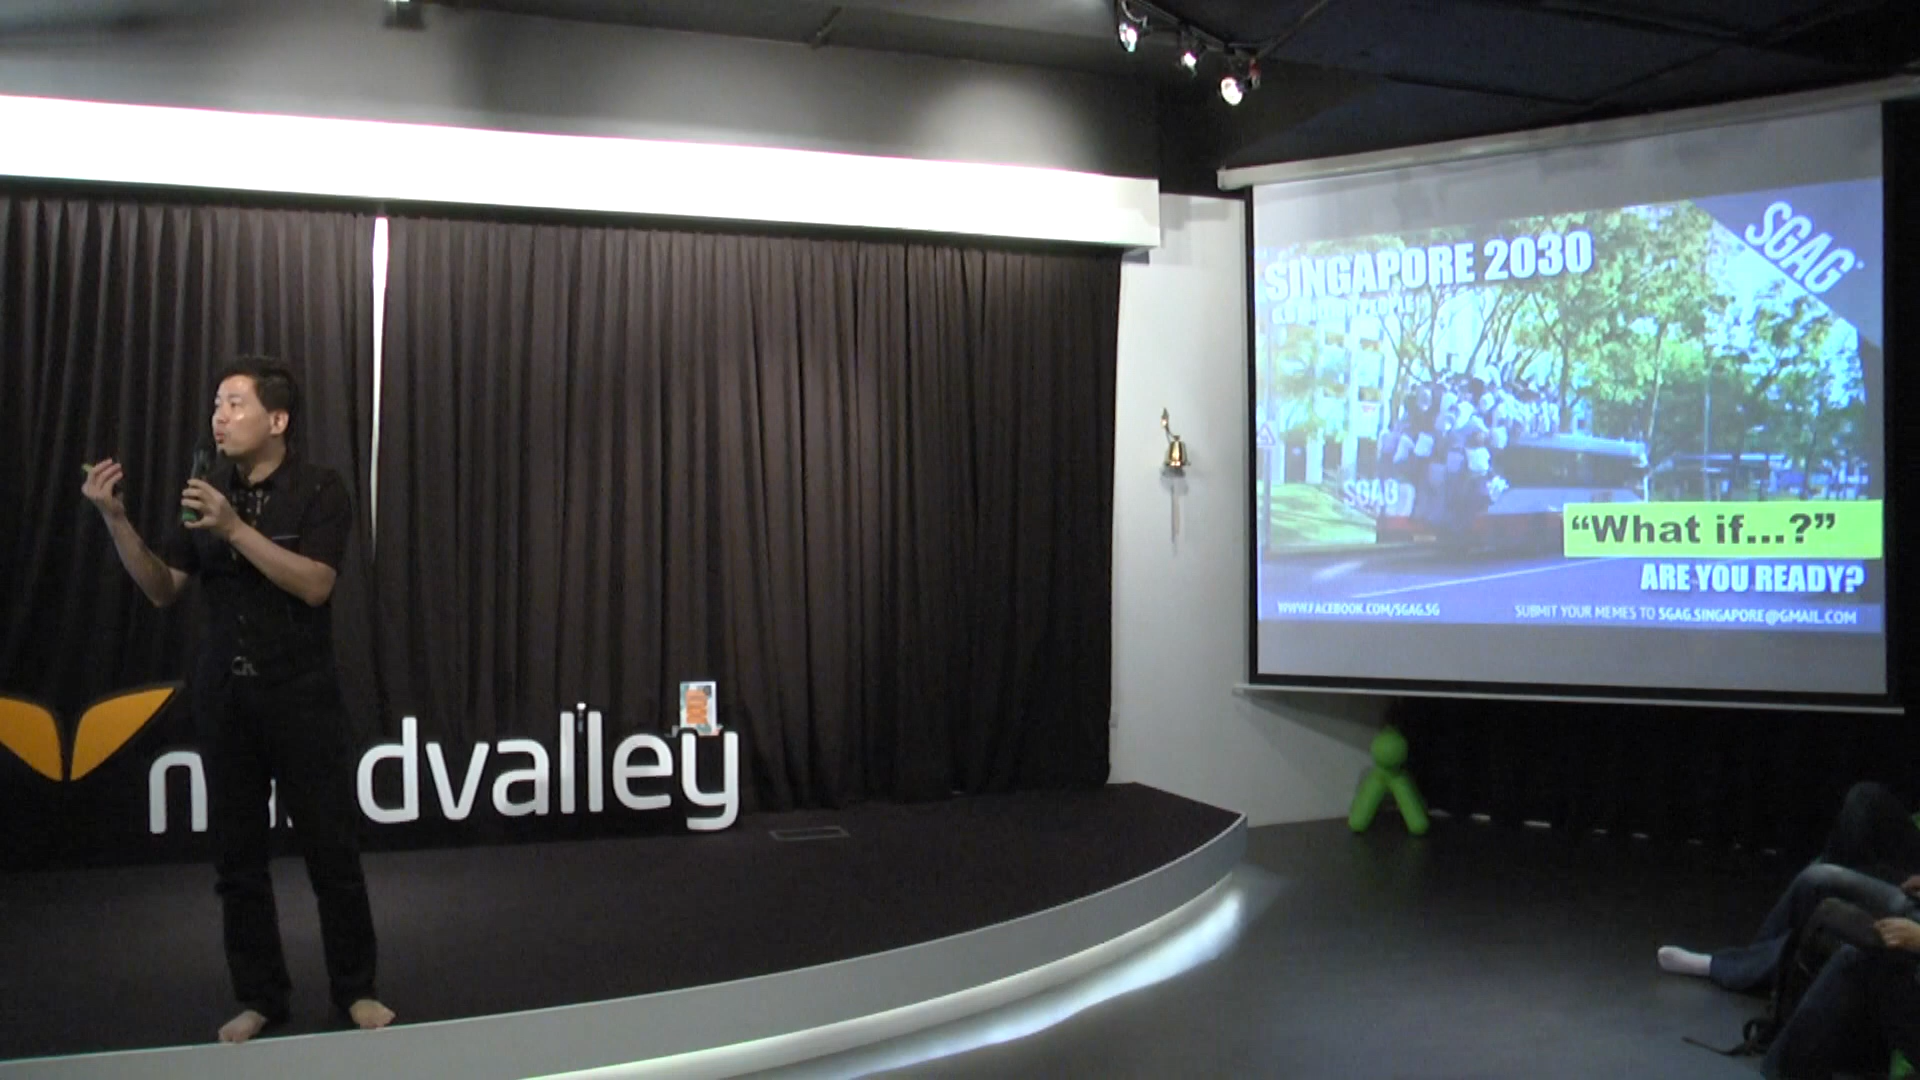 SGAG
SINGAPORE 2030
SGAG
“What if...?”
ARE YOU READY?
WWW.FACEBOOK.COM/SGAG.SG
SUBMIT YOUR MEMES TO SGAG.SINGAPORE@GMAIL.COM
dvalley